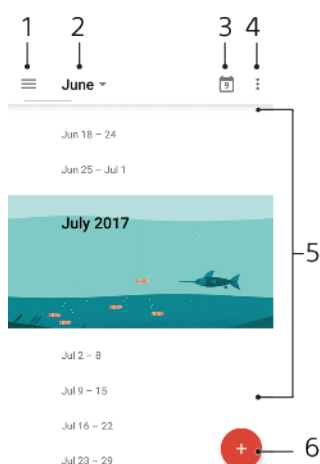 1 2 3 4
June
9
Jun 18 – 24
Jun 25 – Jul 1
July 2017
5
Jul 2 – 8
Jul 9 – 15
Jul 16 – 22
6
Jul 23 – 29